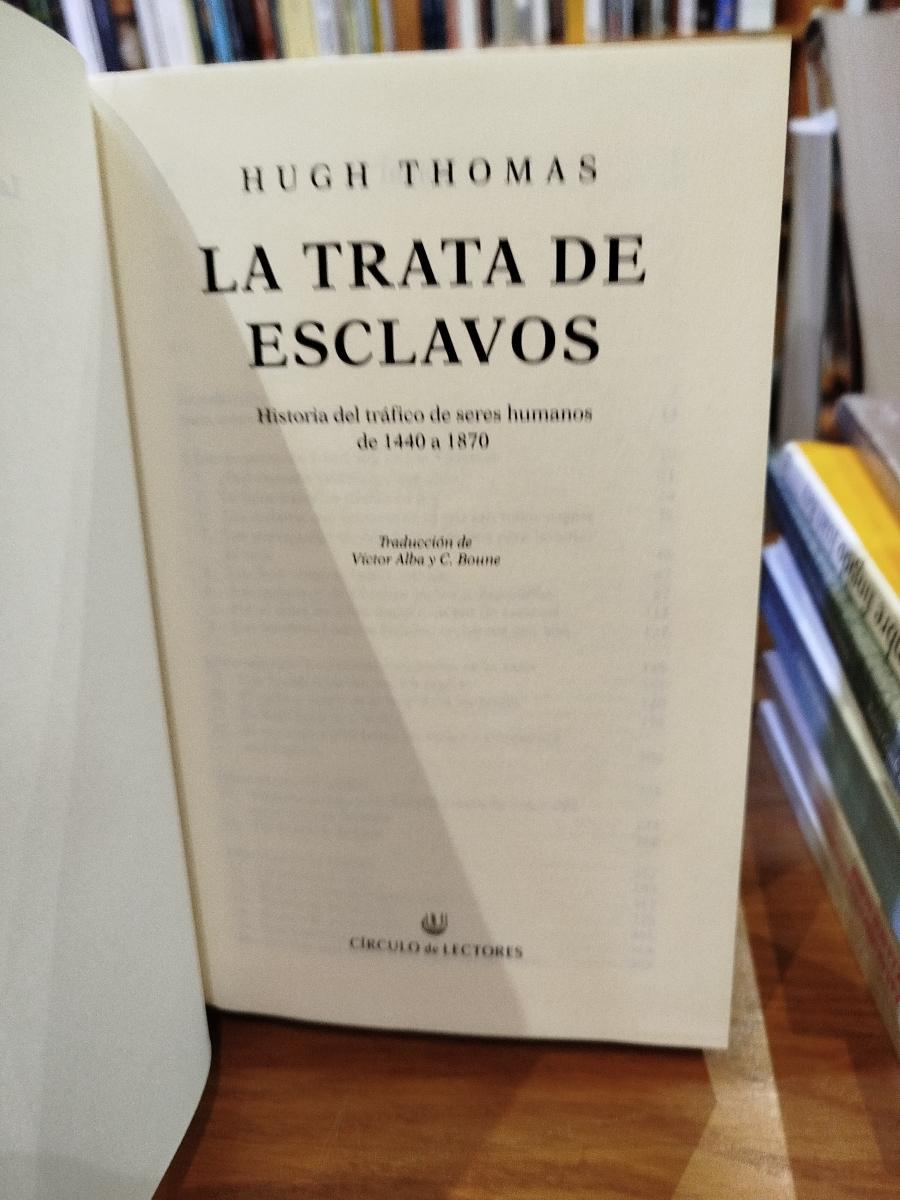 HUGH THOMAS
LA TRATA DE
ESCLAVOS
Historia del tráfico de seres humanos
de 1440 a 1870
Traducción de
Víctor Alba y C. Boune
CÍRCULO de LECTORES